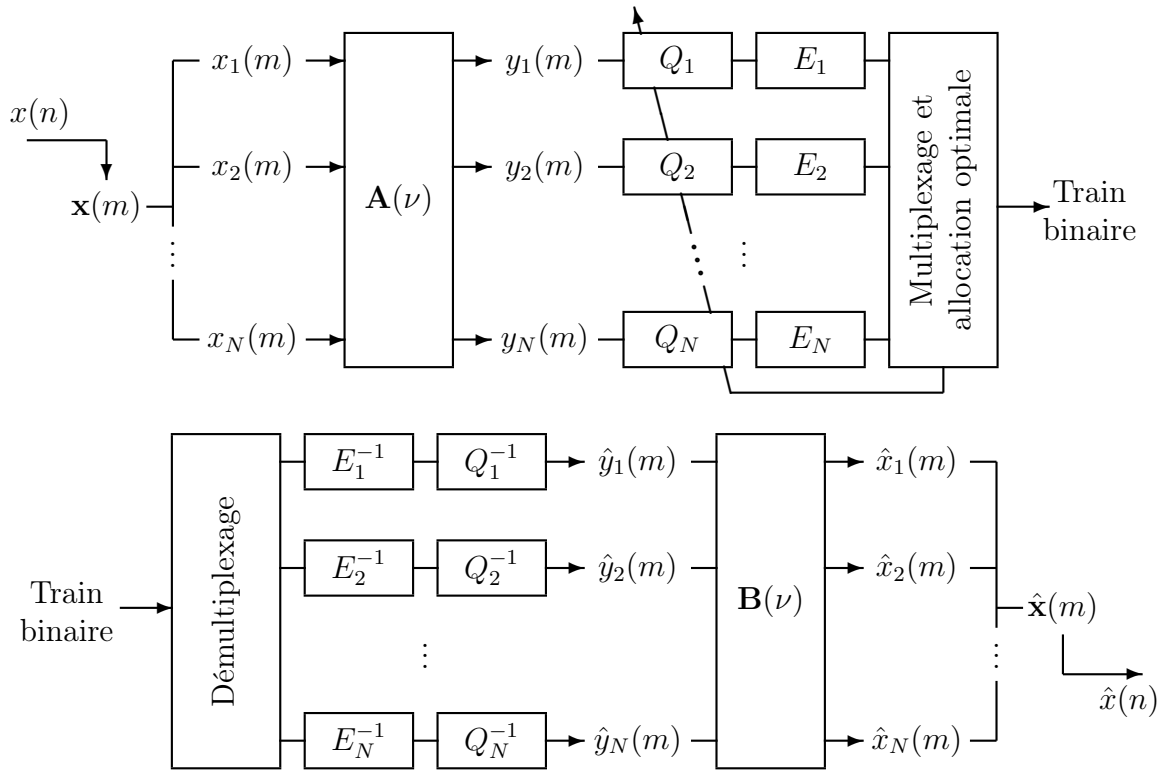 x(n)
𝐱(m)
x₁(m)
x₂(m)
⋮
x_N(m)
𝐀(ν)
y₁(m)
y₂(m)
y_N(m)
Q₁
Q₂
⋮
Q_N
E₁
E₂
⋮
E_N
Multiplexage et
allocation optimale
Train
binaire
Train
binaire
Démultiplexage
E₁⁻¹
E₂⁻¹
⋮
E_N⁻¹
Q₁⁻¹
Q₂⁻¹
Q_N⁻¹
ŷ₁(m)
ŷ₂(m)
ŷ_N(m)
𝐁(ν)
x̂₁(m)
x̂₂(m)
⋮
x̂_N(m)
𝐱̂(m)
x̂(n)